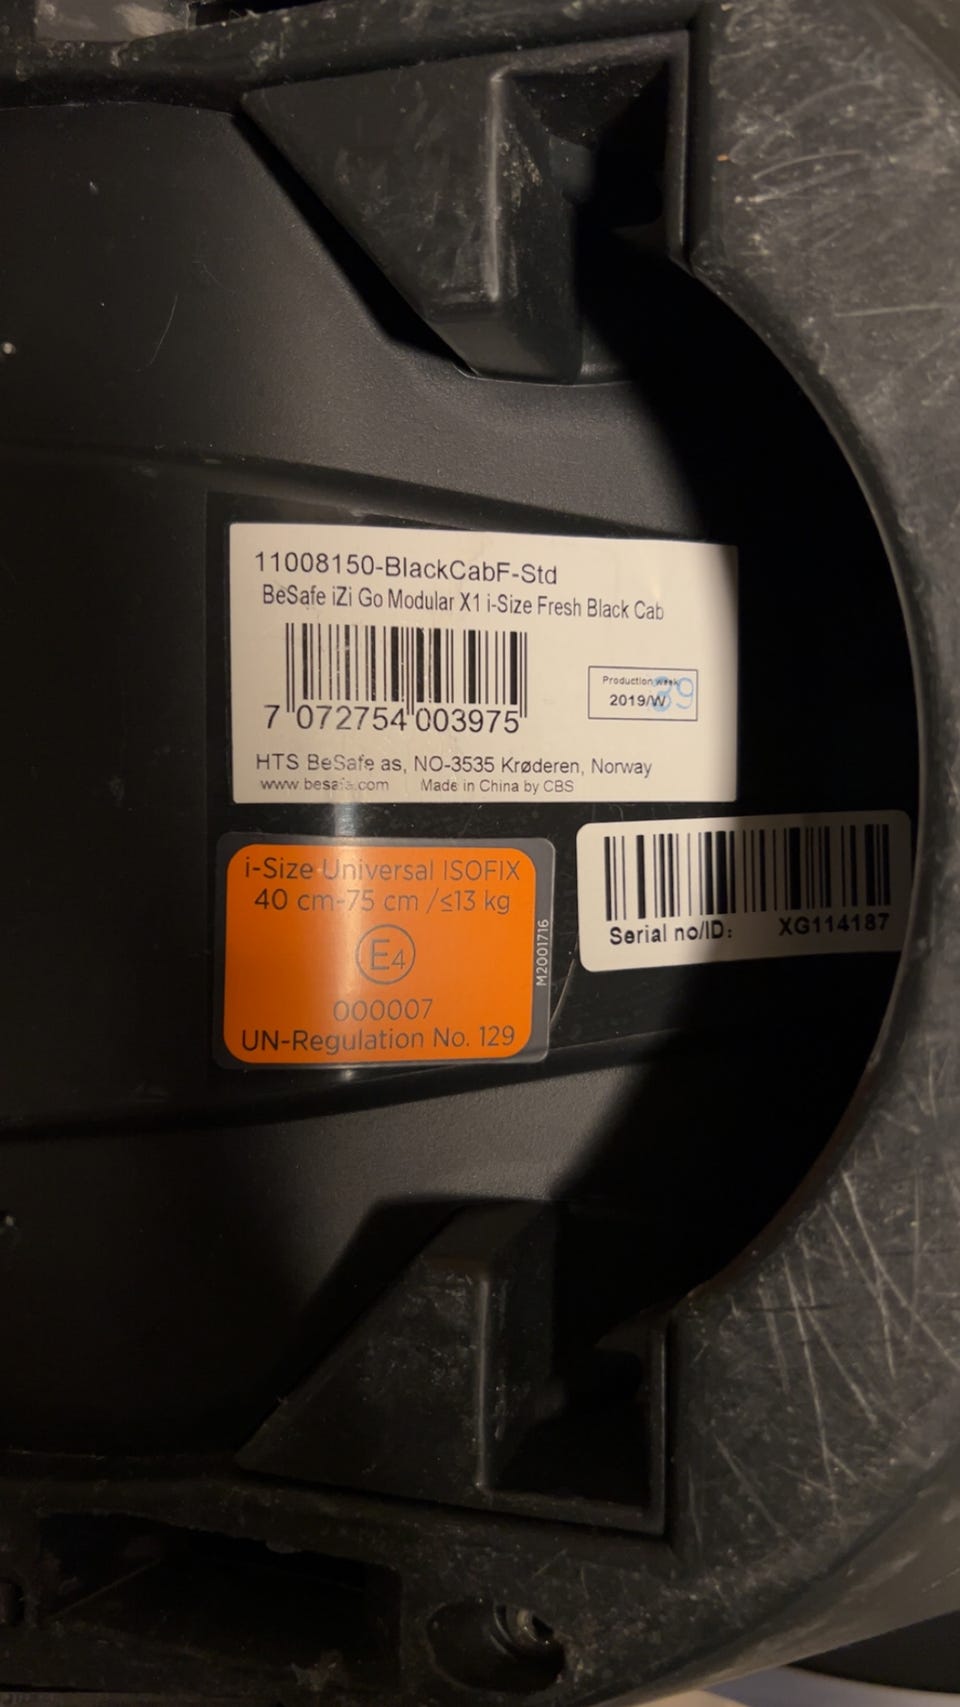 11008150-BlackCabF-Std
BeSafe iZi Go Modular X1 i-Size Fresh Black Cab
Production week
2019/W 39
7 072754 003975
HTS BeSafe as, NO-3535 Krøderen, Norway
www.besafe.com Made in China by CBS
i-Size Universal ISOFIX
40 cm-75 cm /≤13 kg
E4
000007
UN-Regulation No. 129
M2001716
Serial no/ID: XG114187